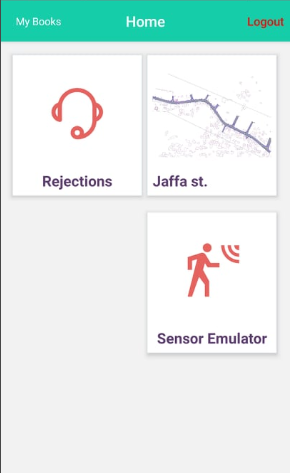 My Books
Home
Logout
Rejections
Jaffa st.
Sensor Emulator